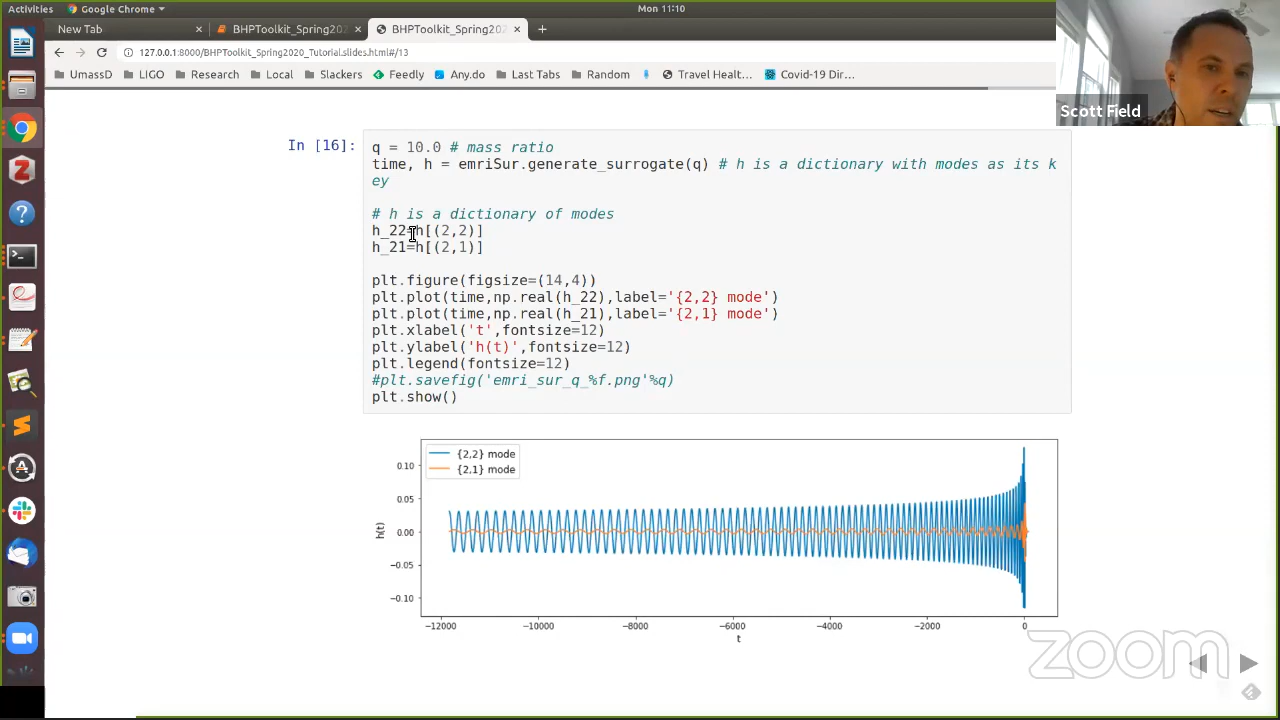 Activities
Google Chrome
Mon 11:10
New Tab
BHPToolkit_Spring202
BHPToolkit_Spring202
127.0.0.1:8000/BHPToolkit_Spring2020_Tutorial.slides.html#/13
UmassD
LIGO
Research
Local
Slackers
Feedly
Any.do
Last Tabs
Random
Travel Healt…
Covid-19 Dir…
Scott Field
In [16]:
q = 10.0 # mass ratio
time, h = emriSur.generate_surrogate(q) # h is a dictionary with modes as its k
ey
# h is a dictionary of modes
h_22=h[(2,2)]
h_21=h[(2,1)]
plt.figure(figsize=(14,4))
plt.plot(time,np.real(h_22),label='{2,2} mode')
plt.plot(time,np.real(h_21),label='{2,1} mode')
plt.xlabel('t',fontsize=12)
plt.ylabel('h(t)',fontsize=12)
plt.legend(fontsize=12)
#plt.savefig('emri_sur_q_%f.png'%q)
plt.show()
{2,2} mode
{2,1} mode
0.10
0.05
0.00
−0.05
−0.10
h(t)
−12000
−10000
−8000
−6000
−4000
−2000
0
t
zoom